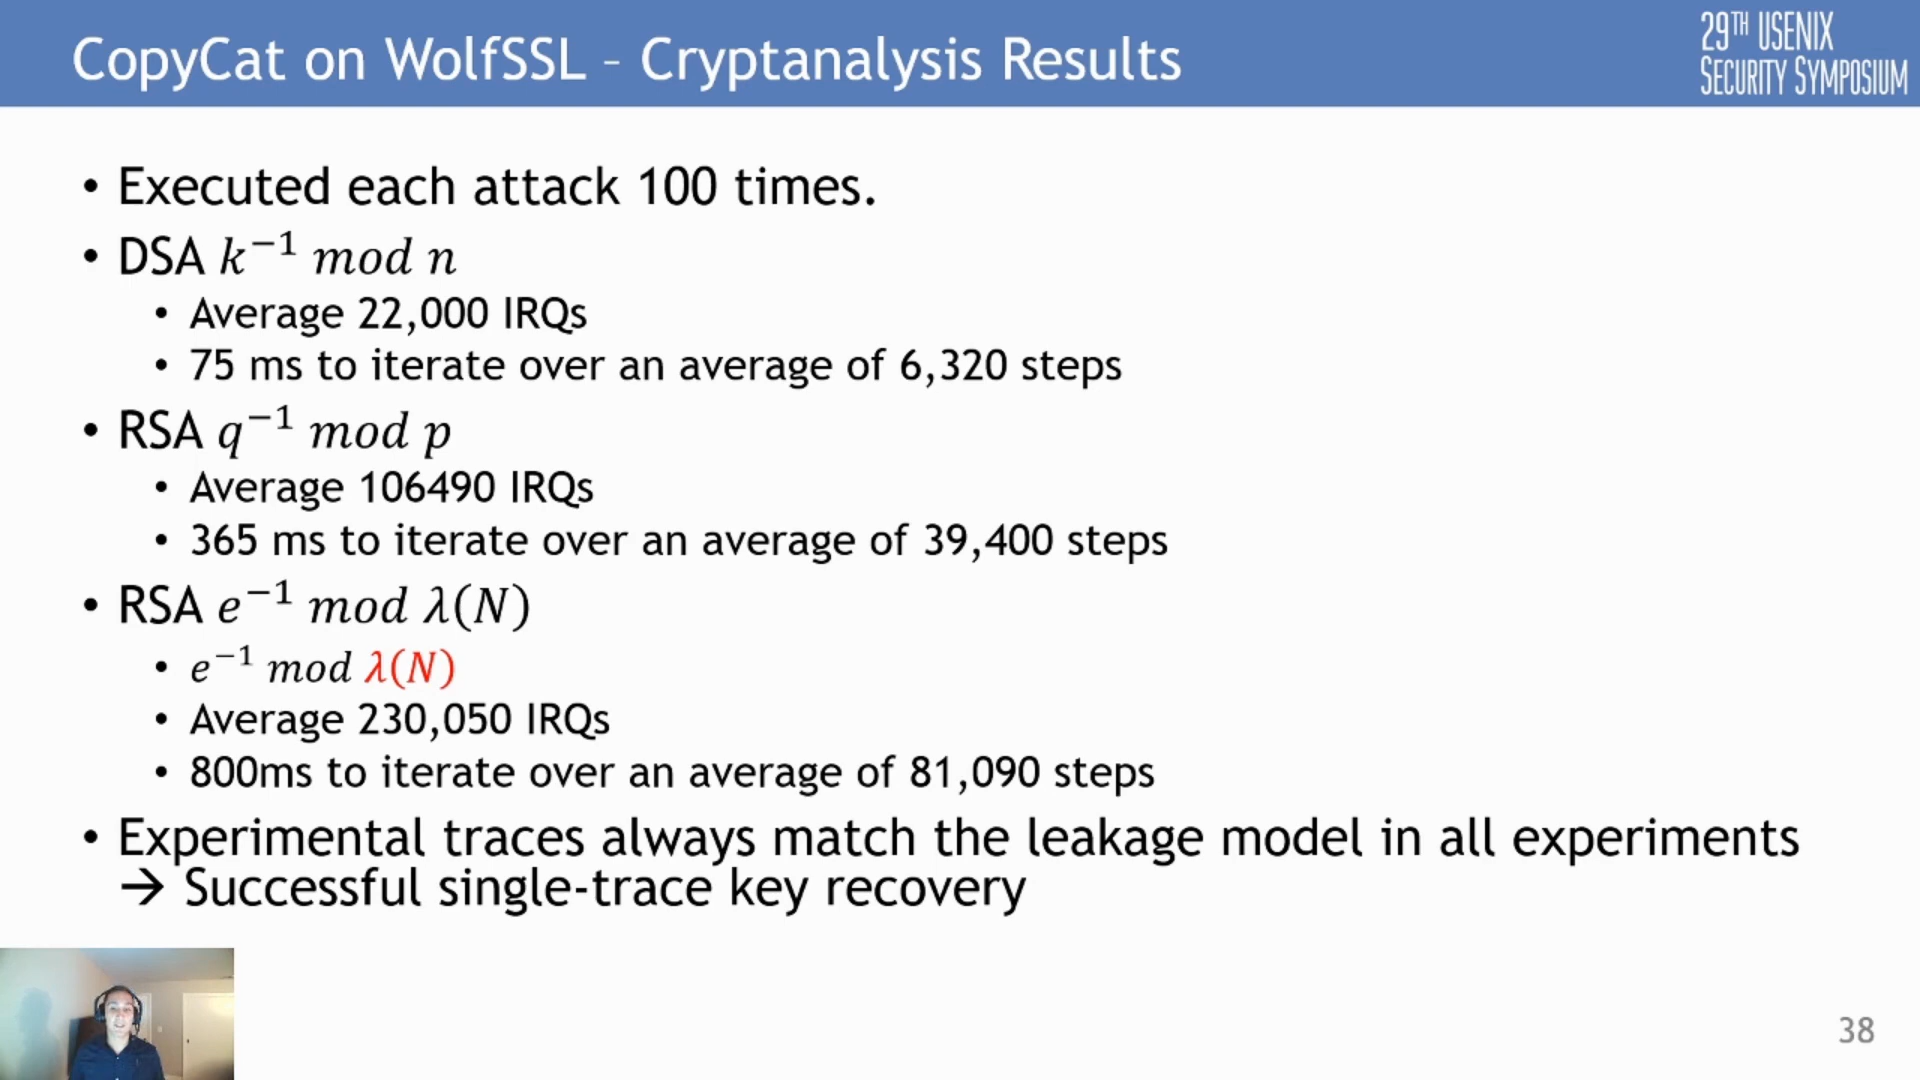 CopyCat on WolfSSL – Cryptanalysis Results
29TH USENIX
SECURITY SYMPOSIUM
• Executed each attack 100 times.
• DSA k⁻¹ mod n
• Average 22,000 IRQs
• 75 ms to iterate over an average of 6,320 steps
• RSA q⁻¹ mod p
• Average 106490 IRQs
• 365 ms to iterate over an average of 39,400 steps
• RSA e⁻¹ mod λ(N)
• e⁻¹ mod λ(N)
• Average 230,050 IRQs
• 800ms to iterate over an average of 81,090 steps
• Experimental traces always match the leakage model in all experiments
→ Successful single-trace key recovery
38